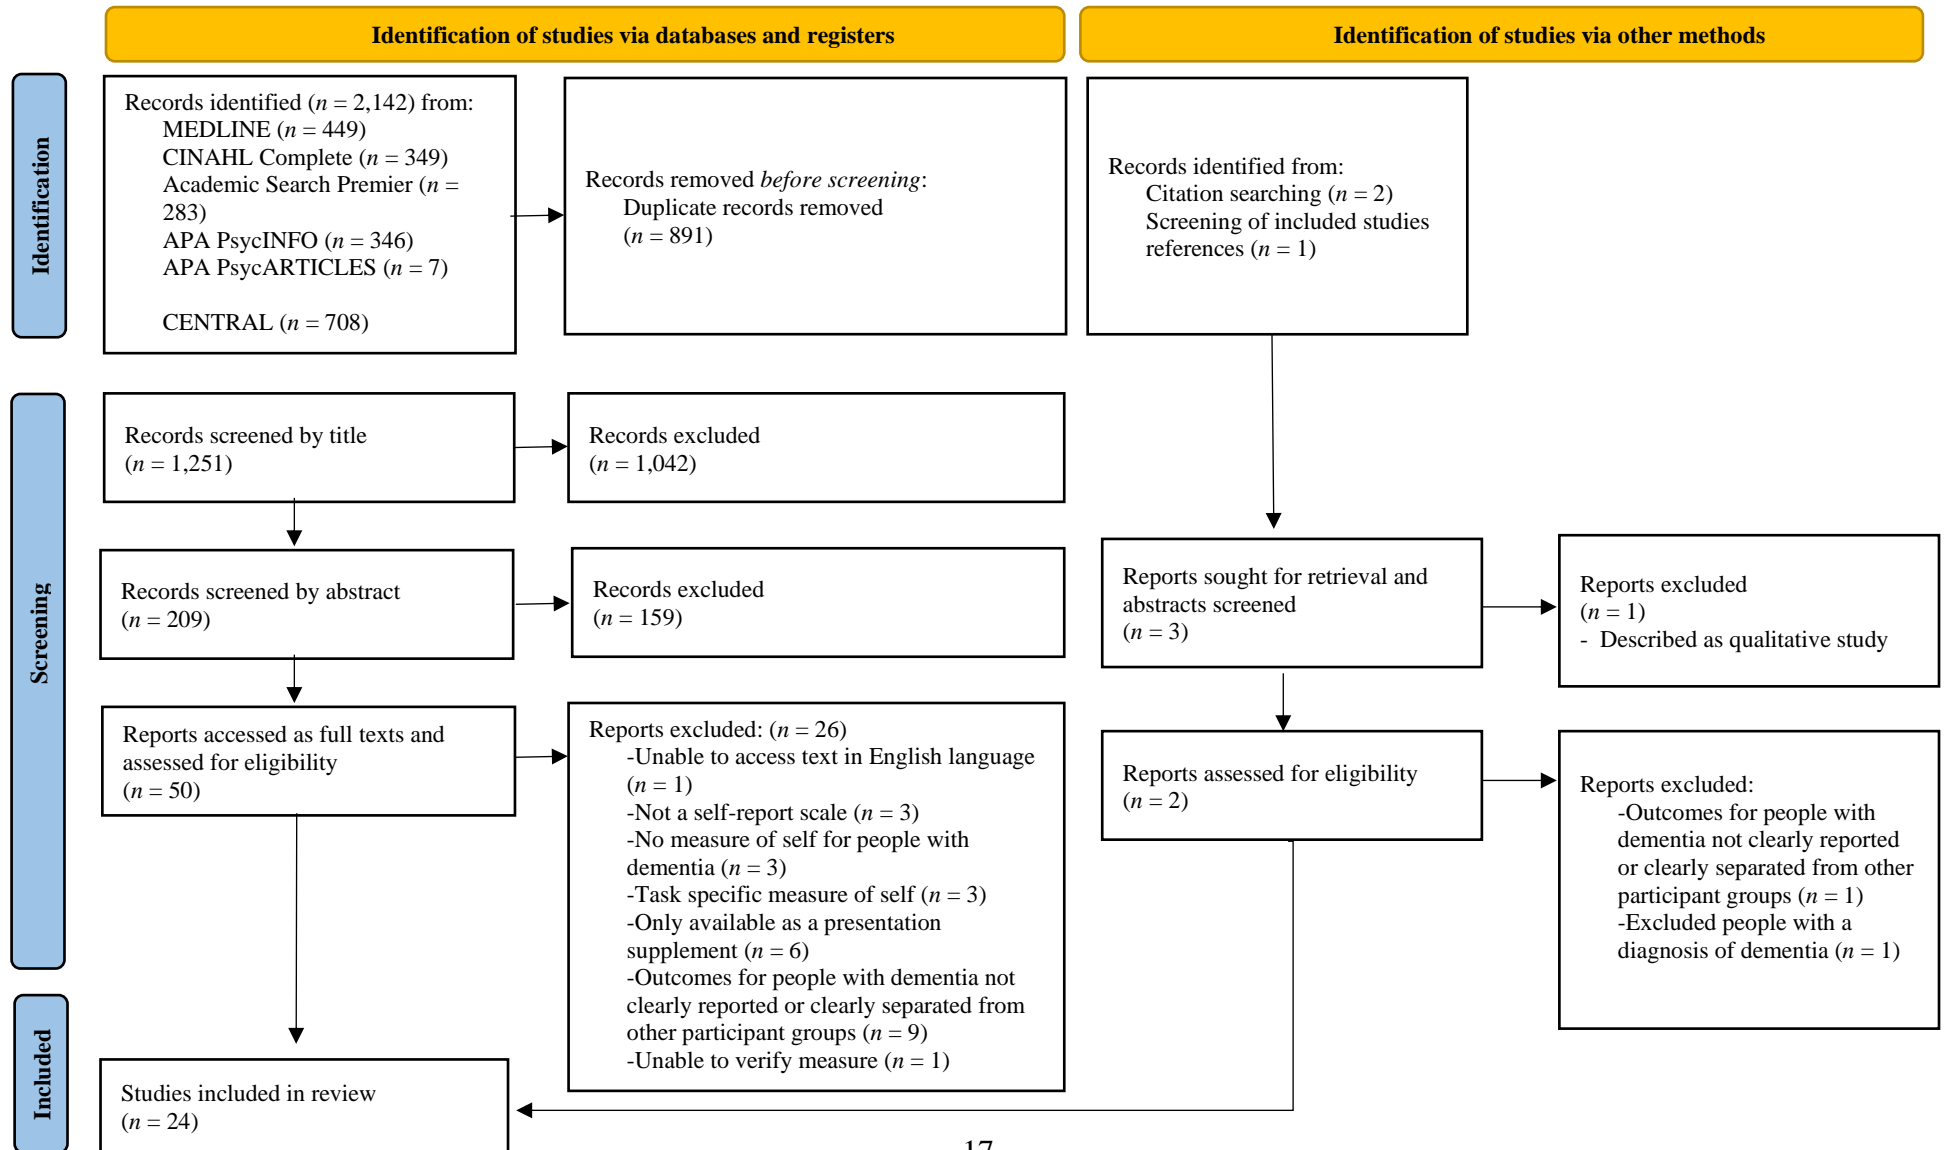 Identification of studies via databases and registers
Identification of studies via other methods
Identification
Records identified (n = 2,142) from:
MEDLINE (n = 449)
CINAHL Complete (n = 349)
Academic Search Premier (n =
283)
APA PsycINFO (n = 346)
APA PsycARTICLES (n = 7)
CENTRAL (n = 708)
Records removed before screening:
Duplicate records removed
(n = 891)
Records identified from:
Citation searching (n = 2)
Screening of included studies
references (n = 1)
Screening
Records screened by title
(n = 1,251)
Records excluded
(n = 1,042)
Records screened by abstract
(n = 209)
Records excluded
(n = 159)
Reports sought for retrieval and
abstracts screened
(n = 3)
Reports excluded
(n = 1)
- Described as qualitative study
Reports accessed as full texts and
assessed for eligibility
(n = 50)
Reports excluded: (n = 26)
-Unable to access text in English language
(n = 1)
-Not a self-report scale (n = 3)
-No measure of self for people with
dementia (n = 3)
-Task specific measure of self (n = 3)
-Only available as a presentation
supplement (n = 6)
-Outcomes for people with dementia not
clearly reported or clearly separated from
other participant groups (n = 9)
-Unable to verify measure (n = 1)
Reports assessed for eligibility
(n = 2)
Reports excluded:
-Outcomes for people with
dementia not clearly reported
or clearly separated from other
participant groups (n = 1)
-Excluded people with a
diagnosis of dementia (n = 1)
Included
Studies included in review
(n = 24)
17